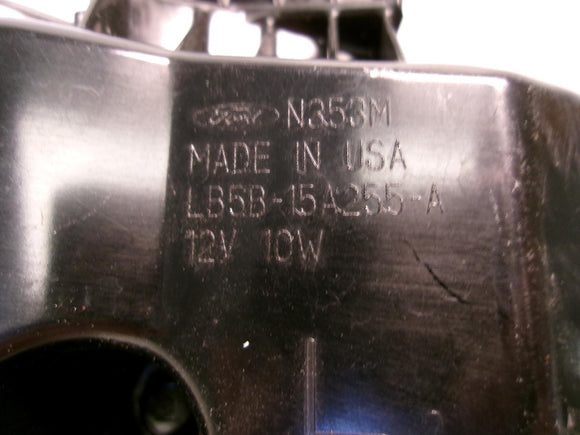 Ford N353M
MADE IN USA
LB5B-15A255-A
12V 10W